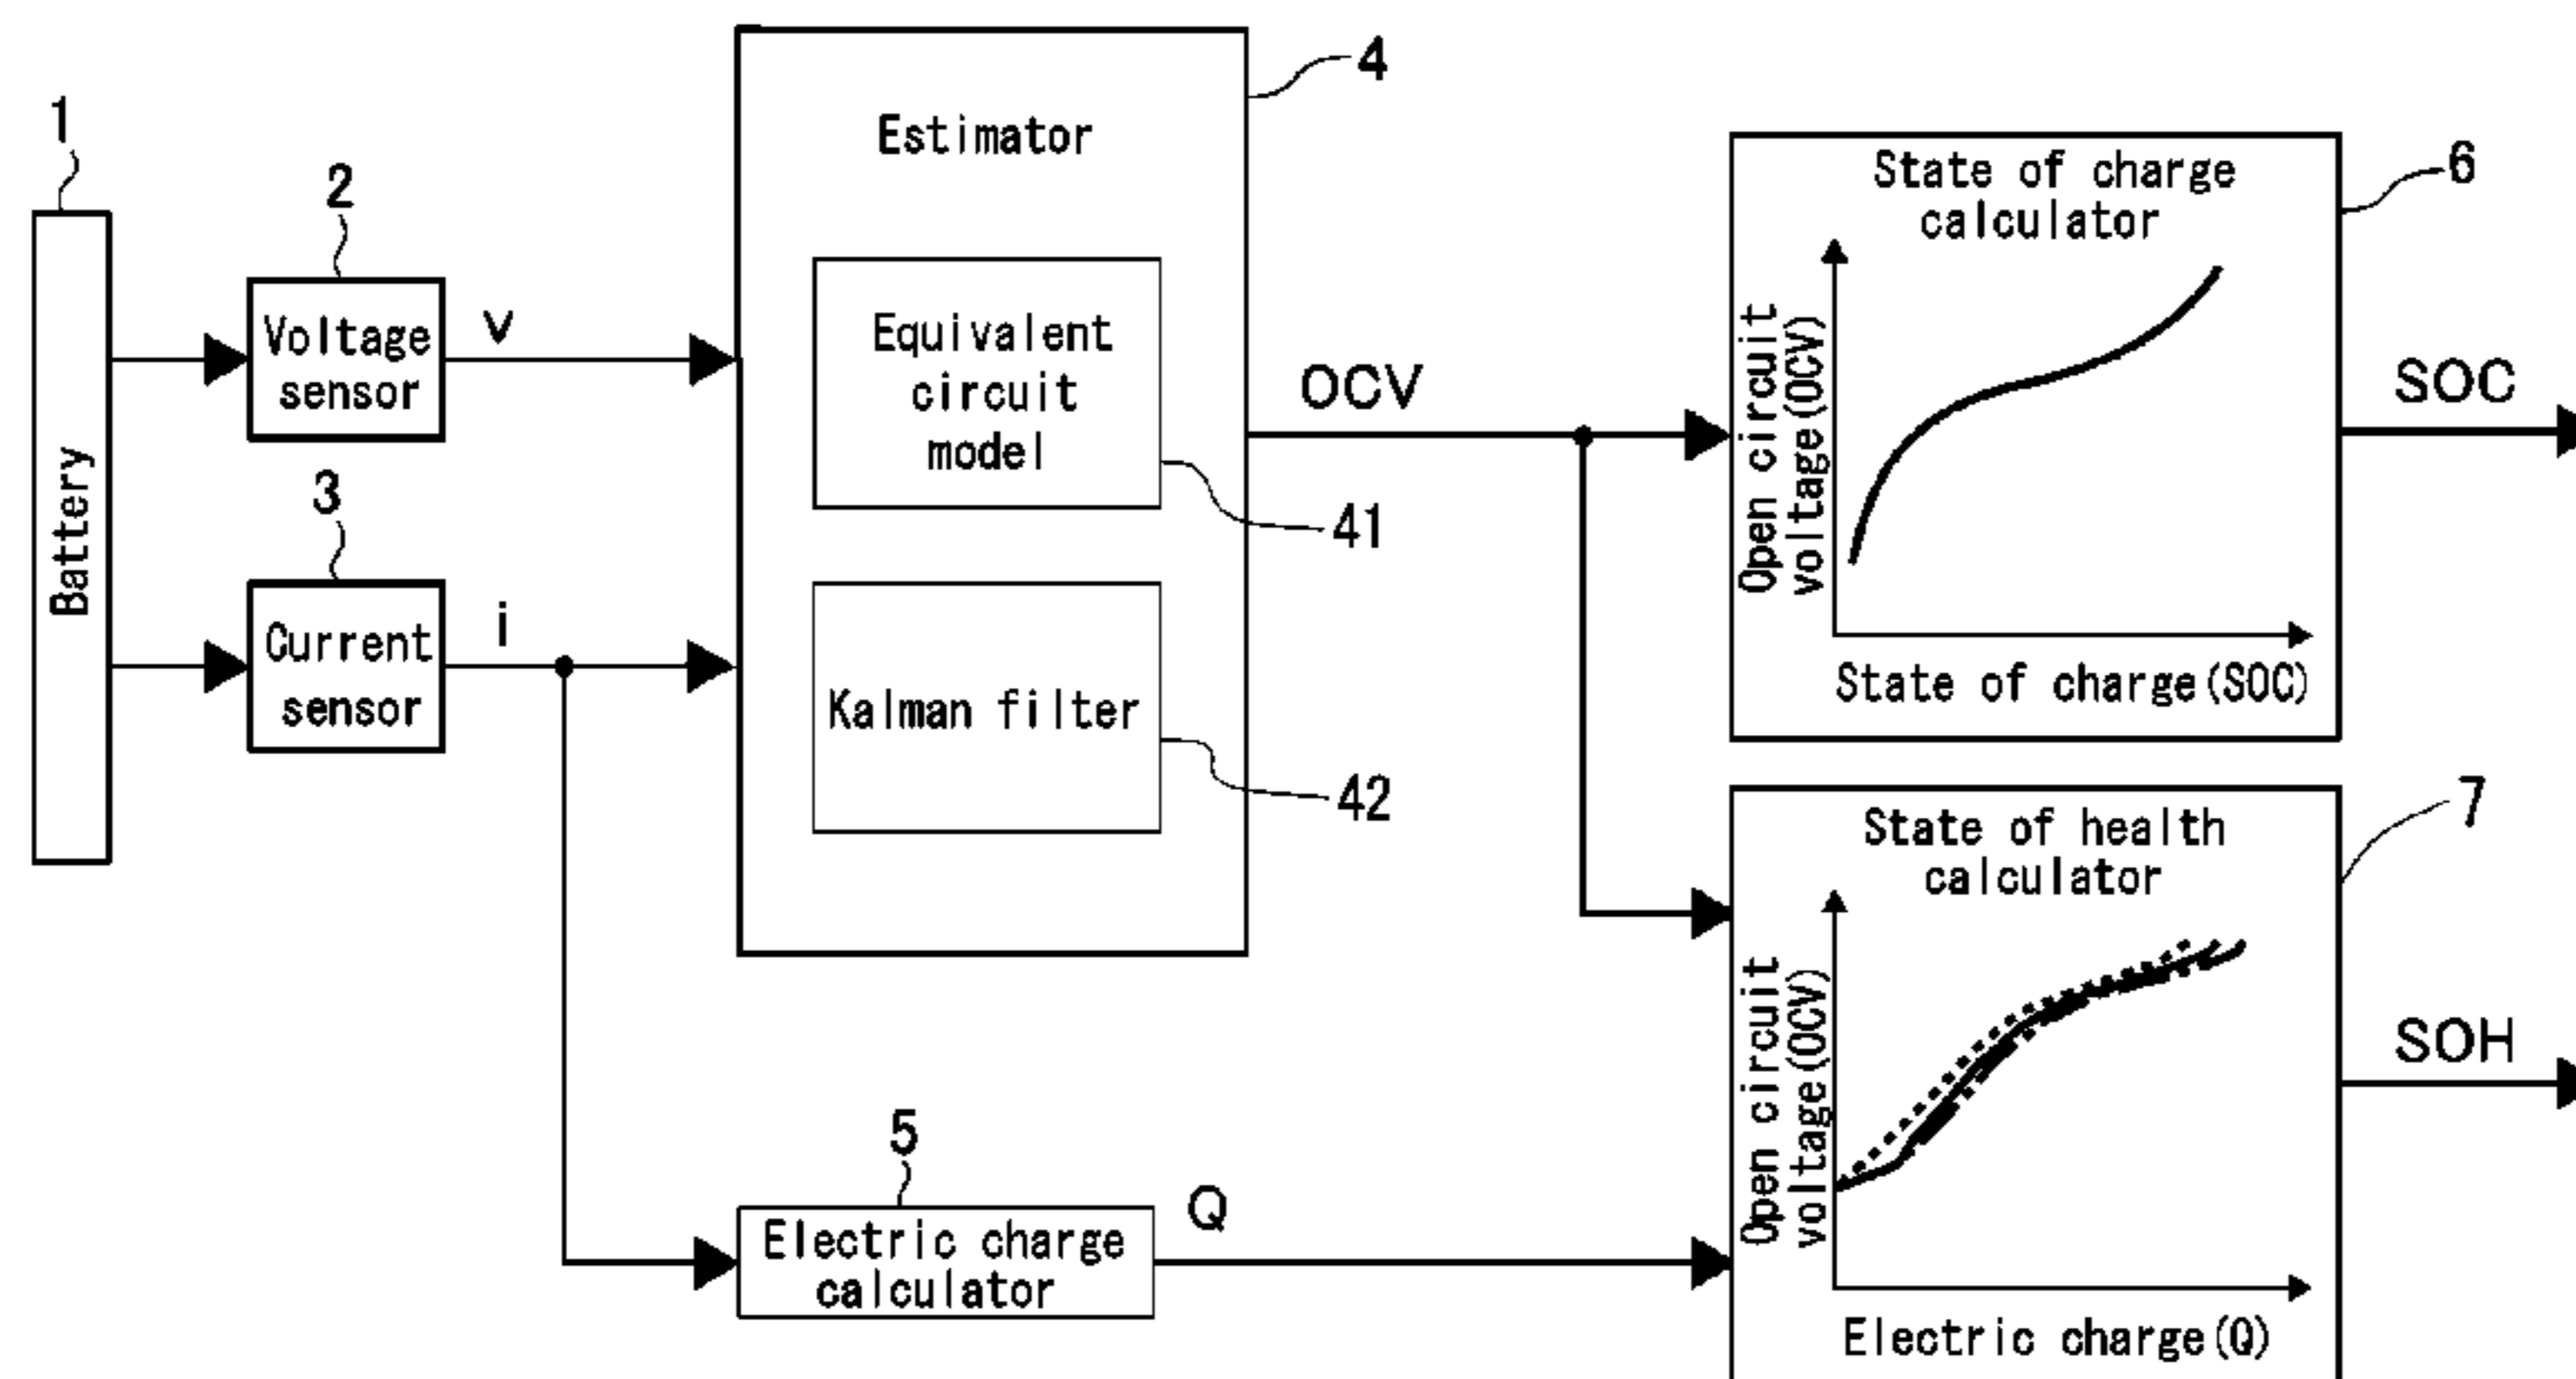 1
Battery
2
Voltage
sensor
v
3
Current
sensor
i
4
Estimator
Equivalent
circuit
model
41
Kalman filter
42
OCV
5
Electric charge
calculator
Q
State of charge
calculator
6
Open circuit
voltage(OCV)
State of charge(SOC)
SOC
State of health
calculator
7
Open circuit
voltage(OCV)
Electric charge(Q)
SOH